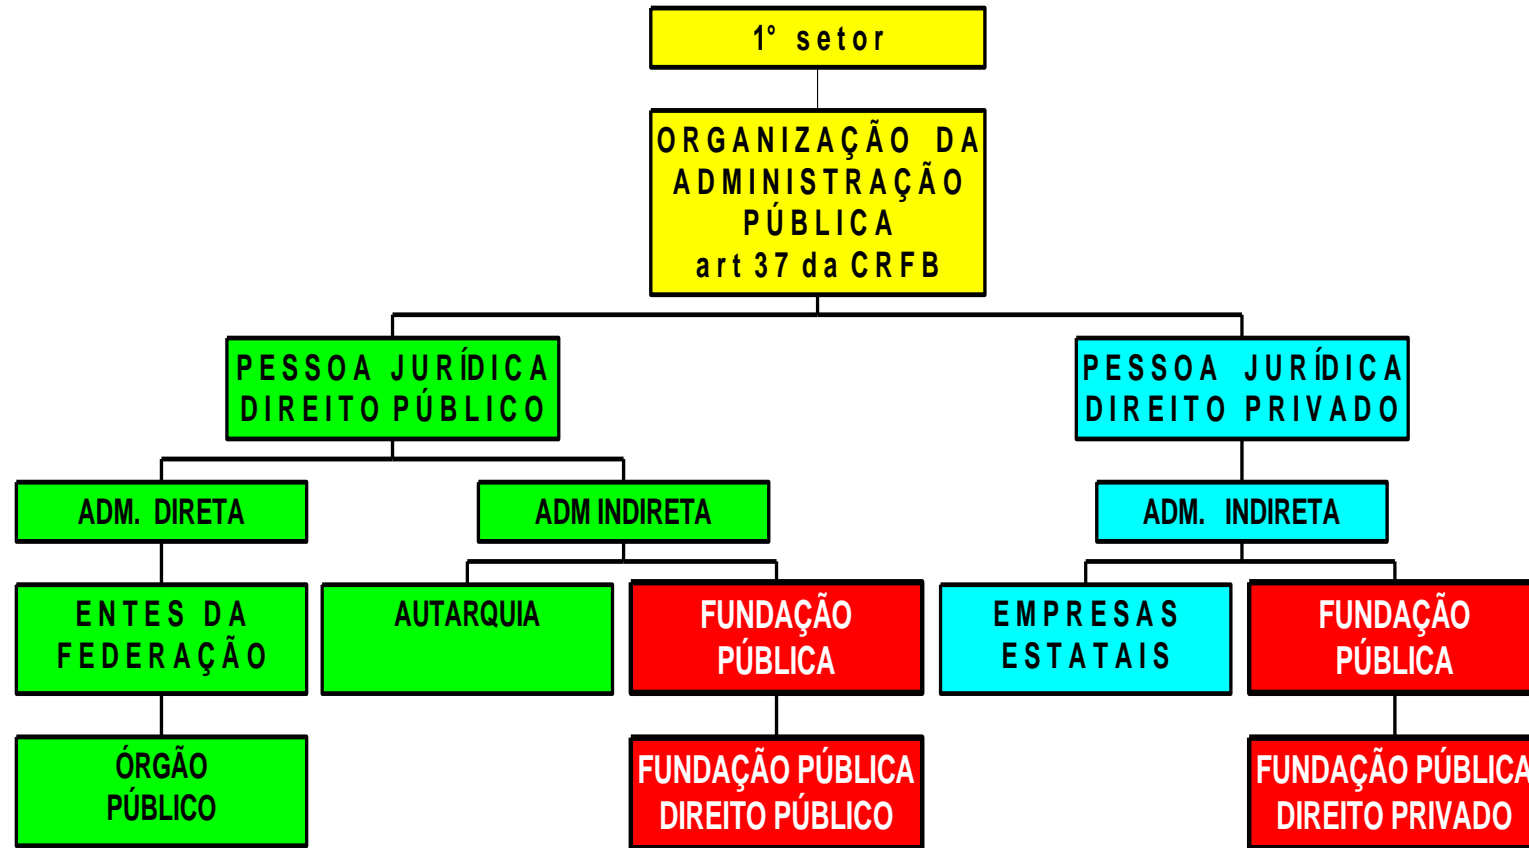 1° setor
ORGANIZAÇÃO DA
ADMINISTRAÇÃO
PÚBLICA
art 37 da CRFB
PESSOA JURÍDICA
DIREITO PÚBLICO
PESSOA JURÍDICA
DIREITO PRIVADO
ADM. DIRETA
ADM INDIRETA
ADM. INDIRETA
ENTES DA
FEDERAÇÃO
AUTARQUIA
FUNDAÇÃO
PÚBLICA
EMPRESAS
ESTATAIS
FUNDAÇÃO
PÚBLICA
ÓRGÃO
PÚBLICO
FUNDAÇÃO PÚBLICA
DIREITO PÚBLICO
FUNDAÇÃO PÚBLICA
DIREITO PRIVADO